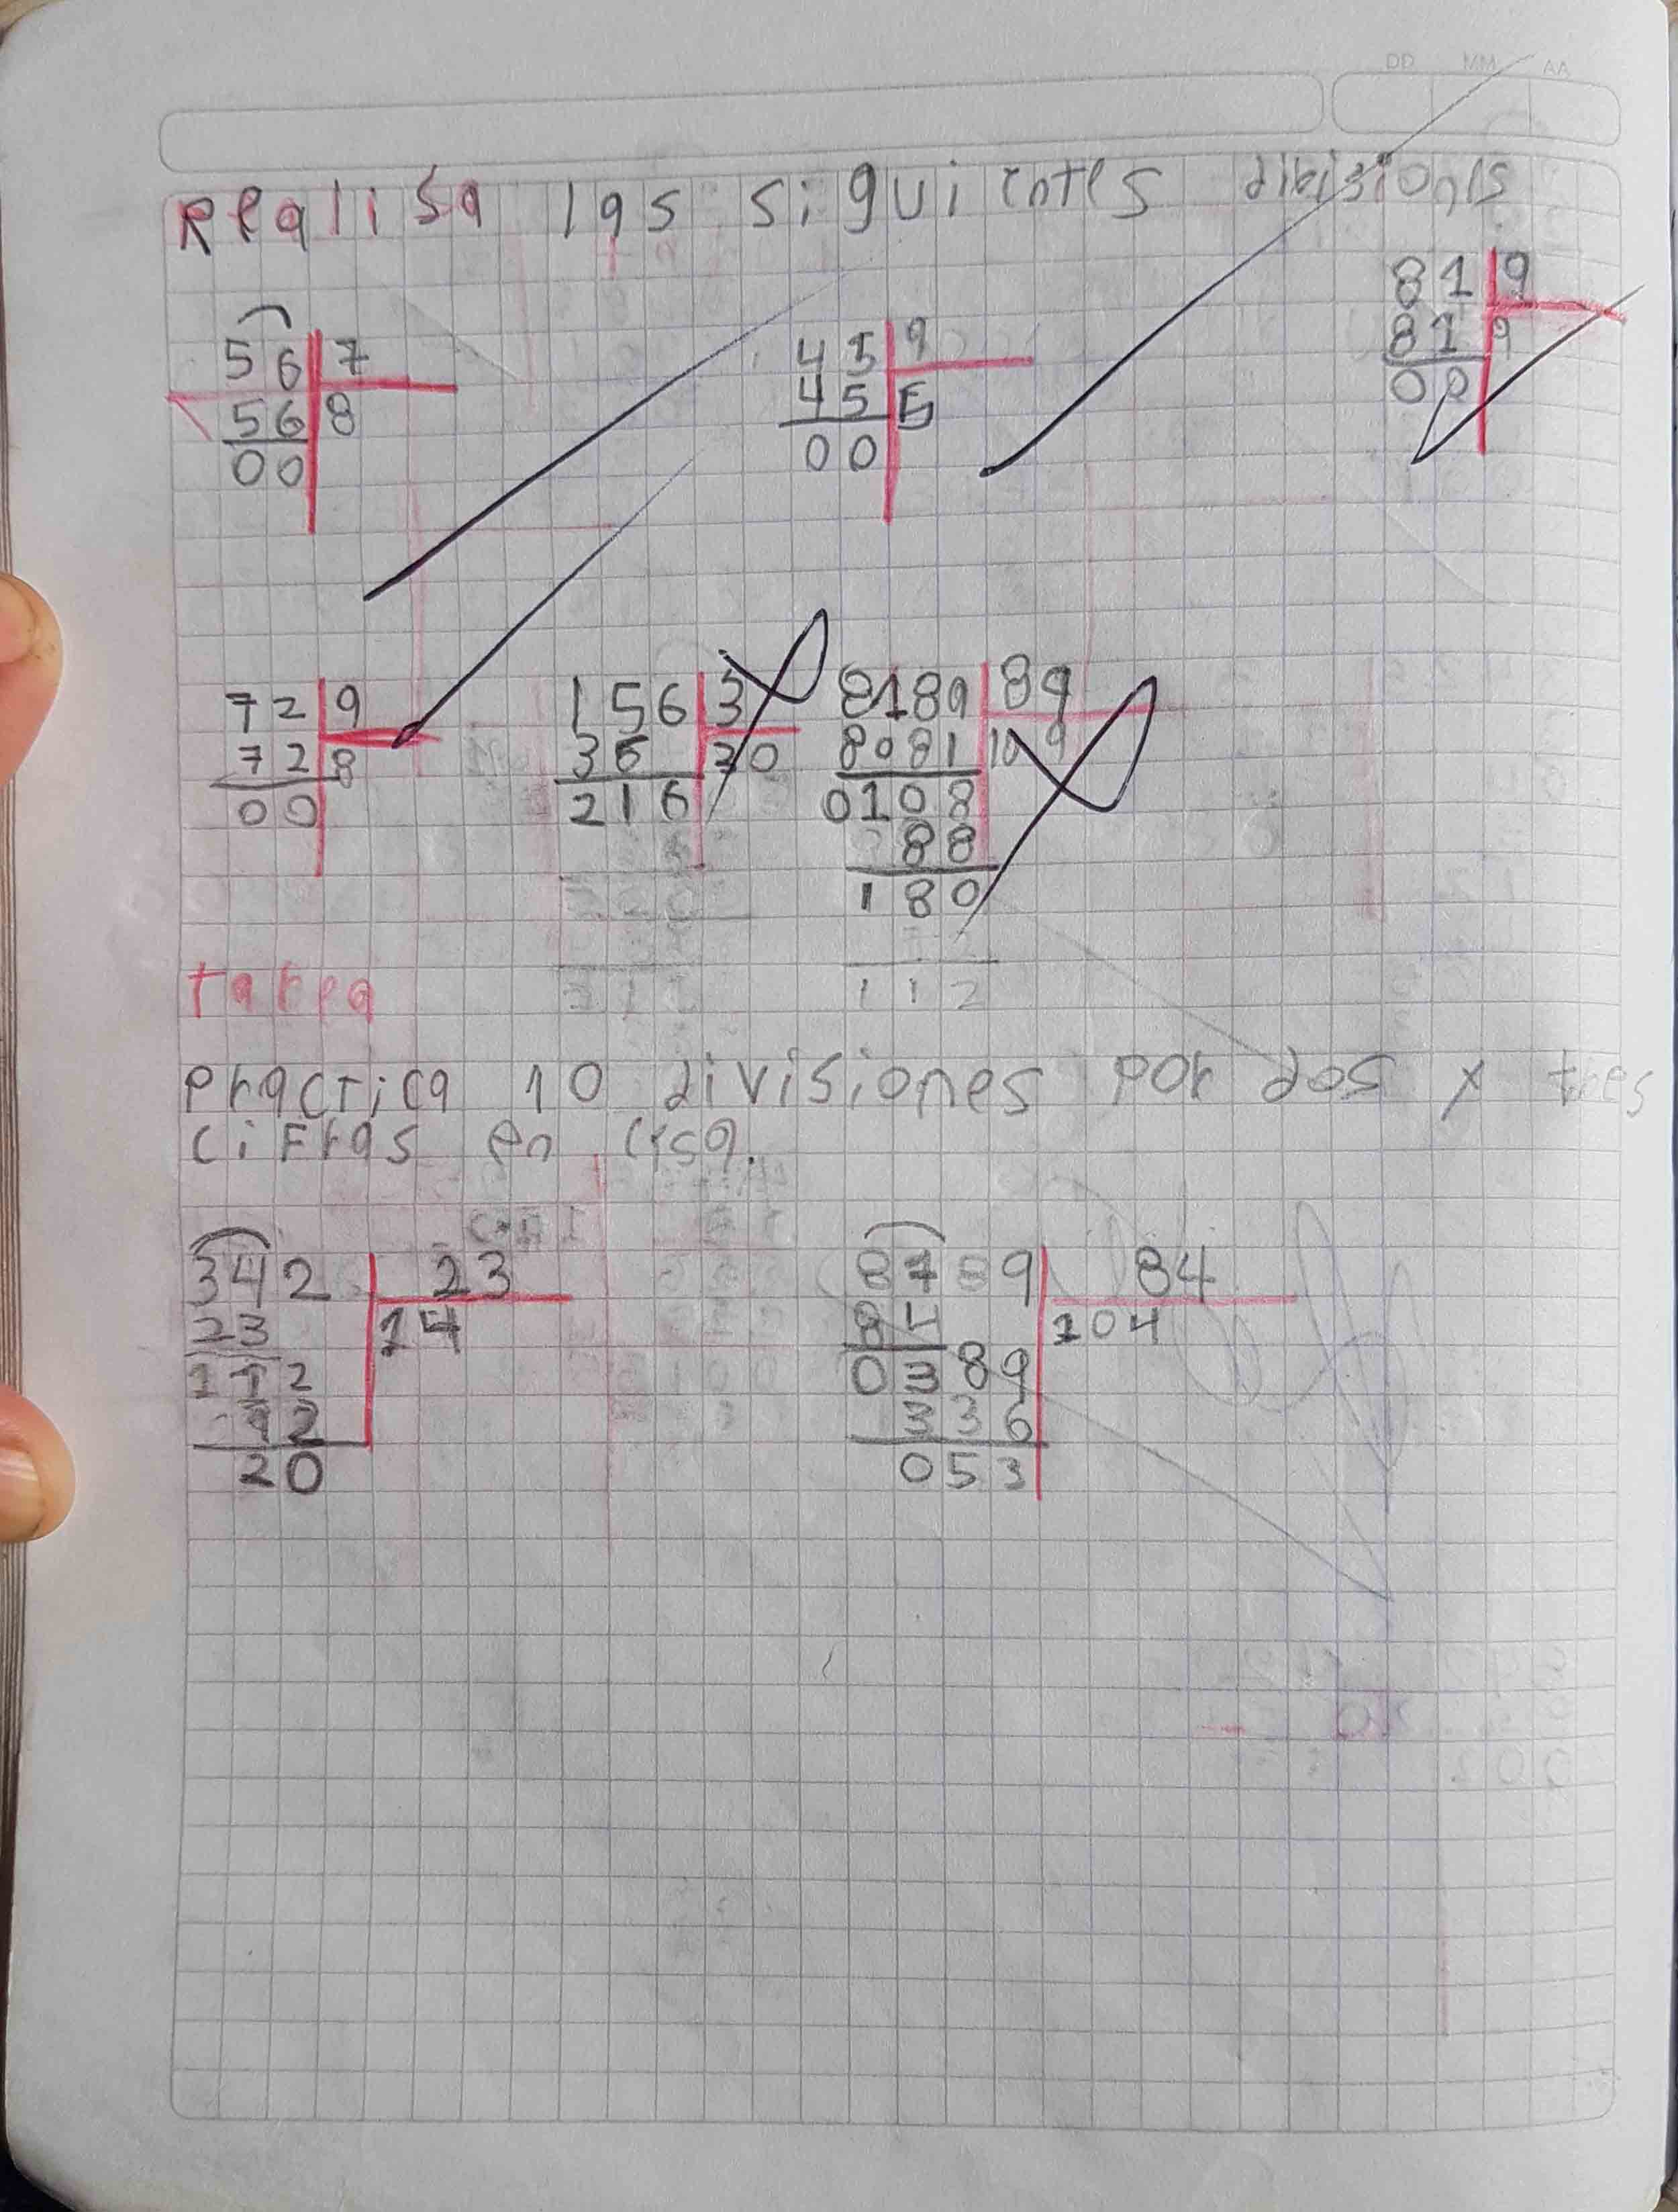 DD MM AA
Realisa las siguientes dibisions
81 9
56 7 45 9 81 9
56 8 45 5 00
00 00
72 9 156 3 8189 89
72 8 36 20 8081 109
00 216 0108
88
180
tarea
112
Practica 10 divisiones por dos x tres
cifras en casa.
342 23 8789 84
23 14 84 104
112 0389
92 336
20 053